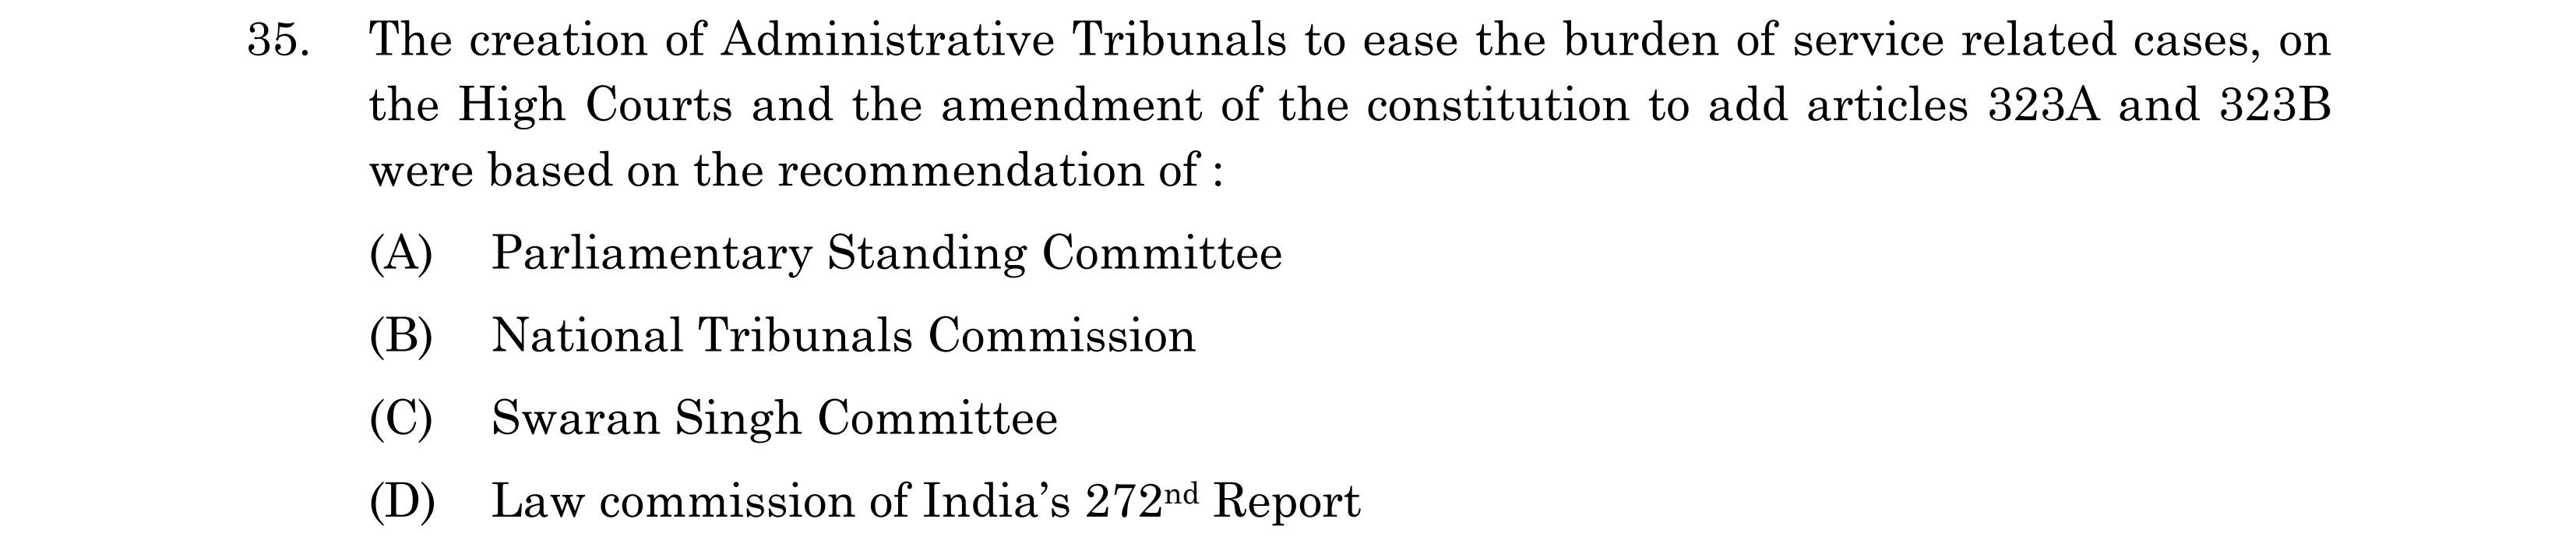 35. The creation of Administrative Tribunals to ease the burden of service related cases, on
the High Courts and the amendment of the constitution to add articles 323A and 323B
were based on the recommendation of :
(A) Parliamentary Standing Committee
(B) National Tribunals Commission
(C) Swaran Singh Committee
(D) Law commission of India’s 272nd Report